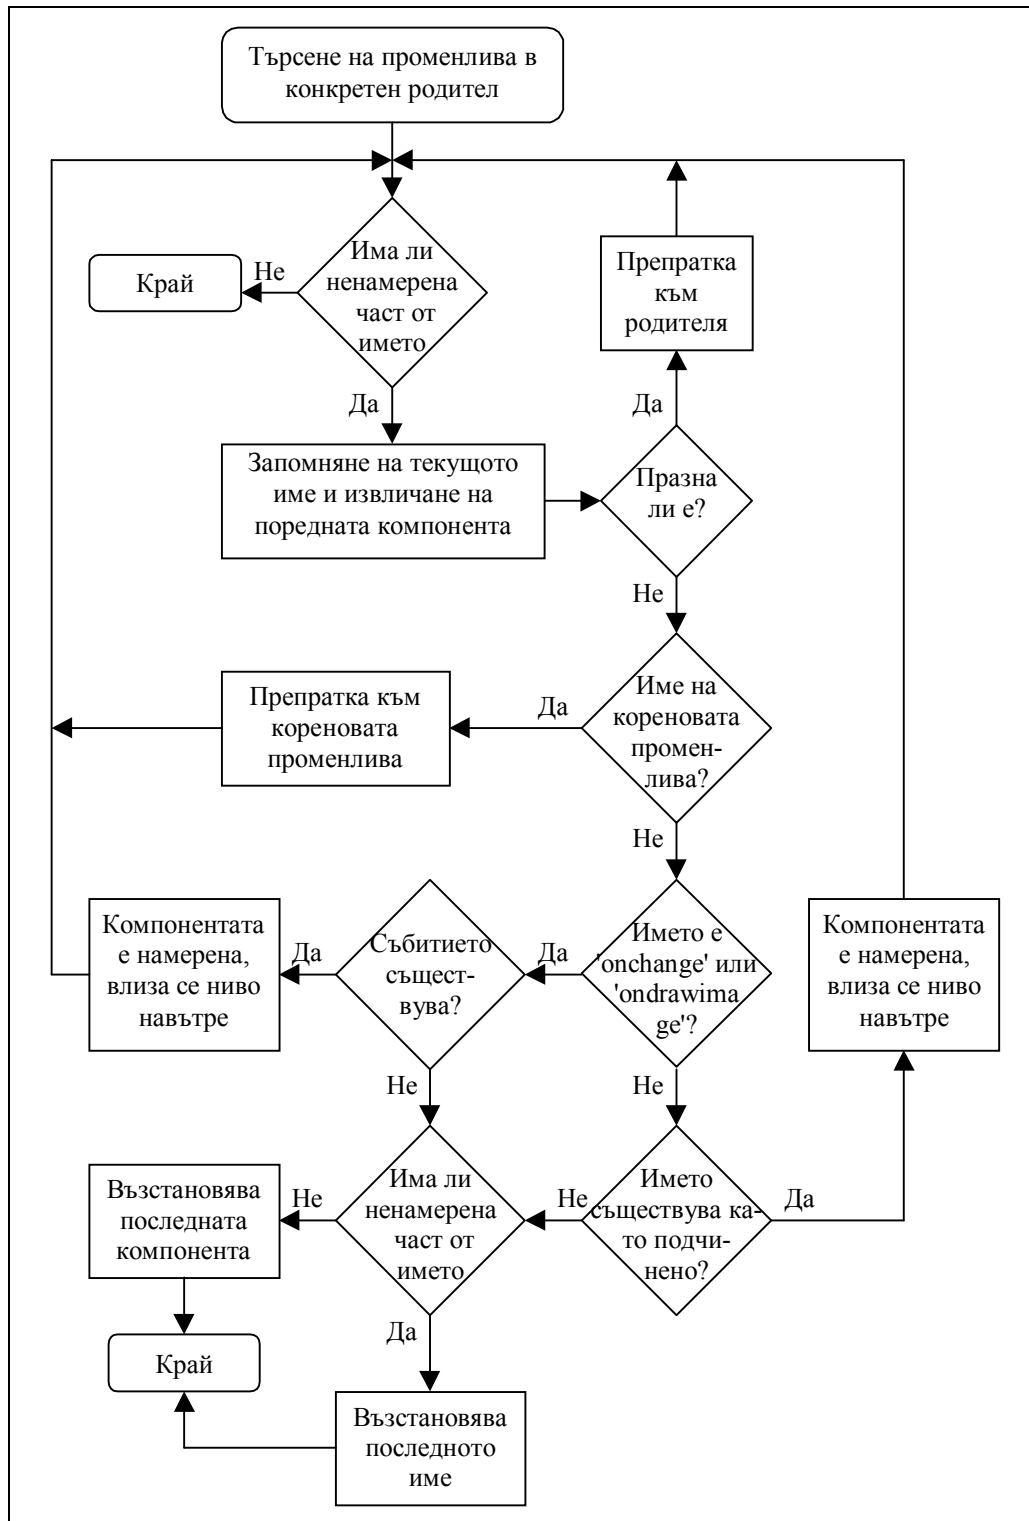 Търсене на променлива в
конкретен родител
Има ли
ненамерена
част от
името
Не
Край
Да
Запомняне на текущото
име и извличане на
поредната компонента
Празна
ли е?
Да
Препратка
към
родителя
Не
Име на
кореновата
промен-
лива?
Да
Препратка към
кореновата
променлива
Не
Името е
'onchange' или
'ondrawima
ge'?
Да
Събитието
същест-
вува?
Да
Компонентата
е намерена,
влиза се ниво
навътре
Не
Не
Името
съществува ка-
то подчи-
нено?
Да
Компонентата
е намерена,
влиза се ниво
навътре
Не
Има ли
ненамерена
част от
името
Не
Възстановява
последната
компонента
Да
Край
Възстановява
последното
име